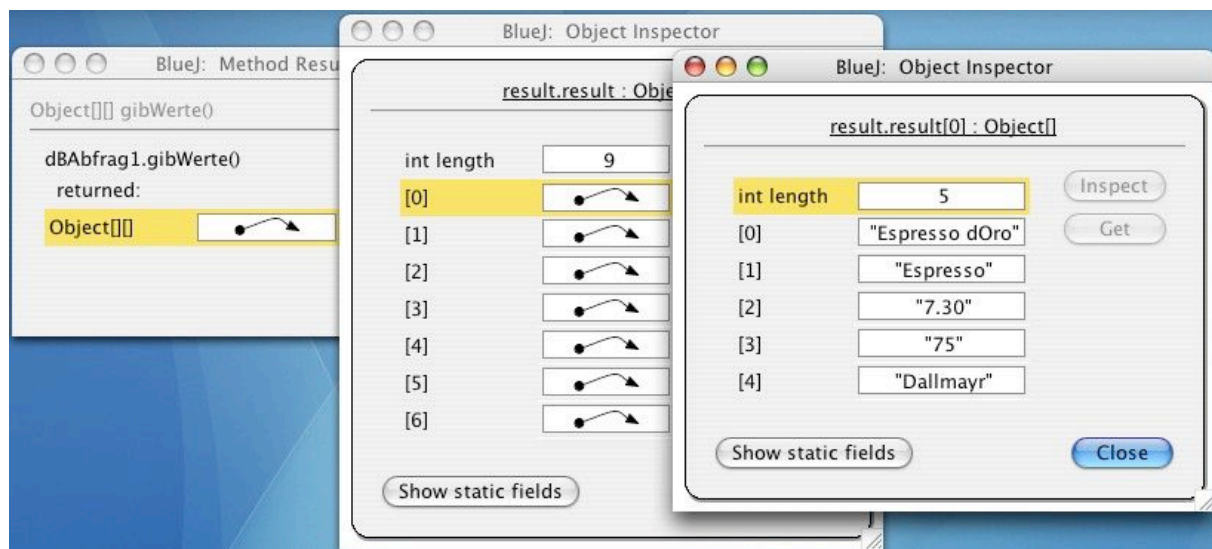 BlueJ: Method Resu
Object[][] gibWerte()
dBAbfrag1.gibWerte()
returned:
Object[][]
BlueJ: Object Inspector
result.result : Obje
int length 9
[0]
[1]
[2]
[3]
[4]
[5]
[6]
Show static fields
BlueJ: Object Inspector
result.result[0] : Object[]
int length 5
[0] "Espresso dOro"
[1] "Espresso"
[2] "7.30"
[3] "75"
[4] "Dallmayr"
Inspect
Get
Show static fields
Close